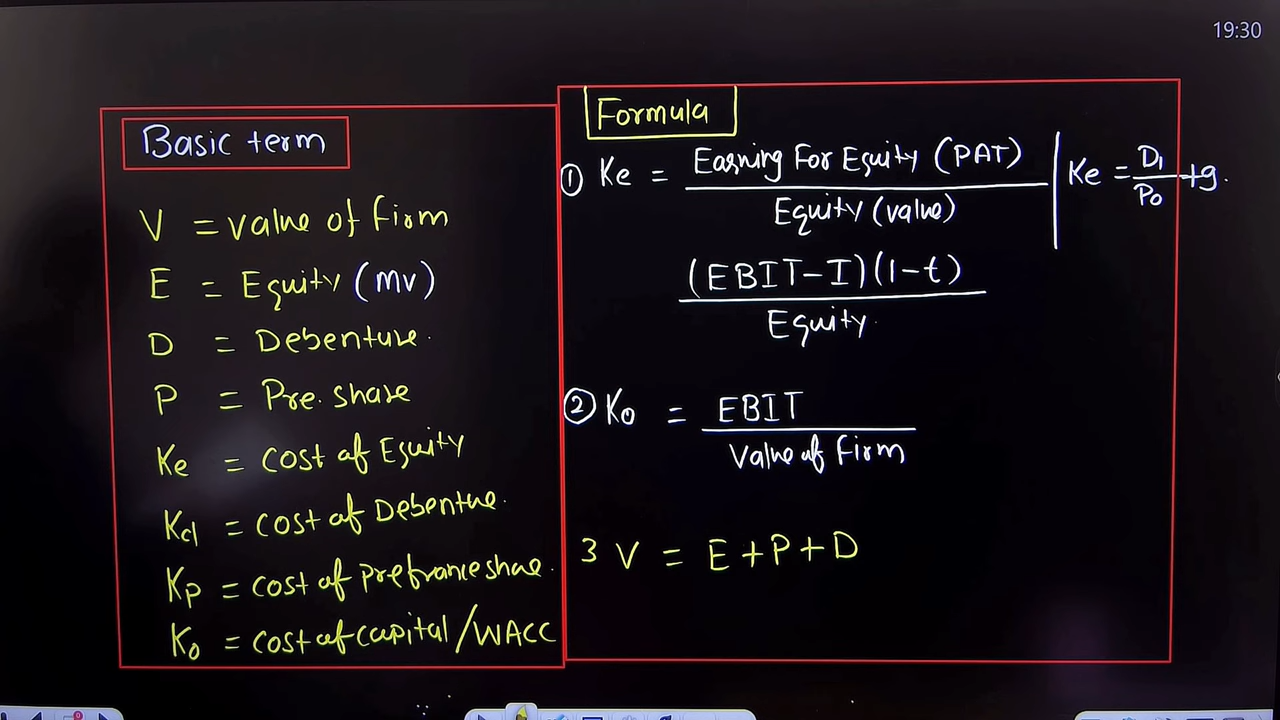 19:30
Basic term
V = value of firm
E = Equity (mv)
D = Debenture.
P = Pre. share
Ke = cost of Equity
Kd = cost of Debentue.
Kp = cost of prefrance shae.
Ko = cost of capital / WACC
Formula
① Ke = Earning For Equity (PAT) / Equity (value) | Ke = D1 / P0 + g.
(EBIT-I)(1-t) / Equity.
② Ko = EBIT / Value of Firm
3 V = E+P+D